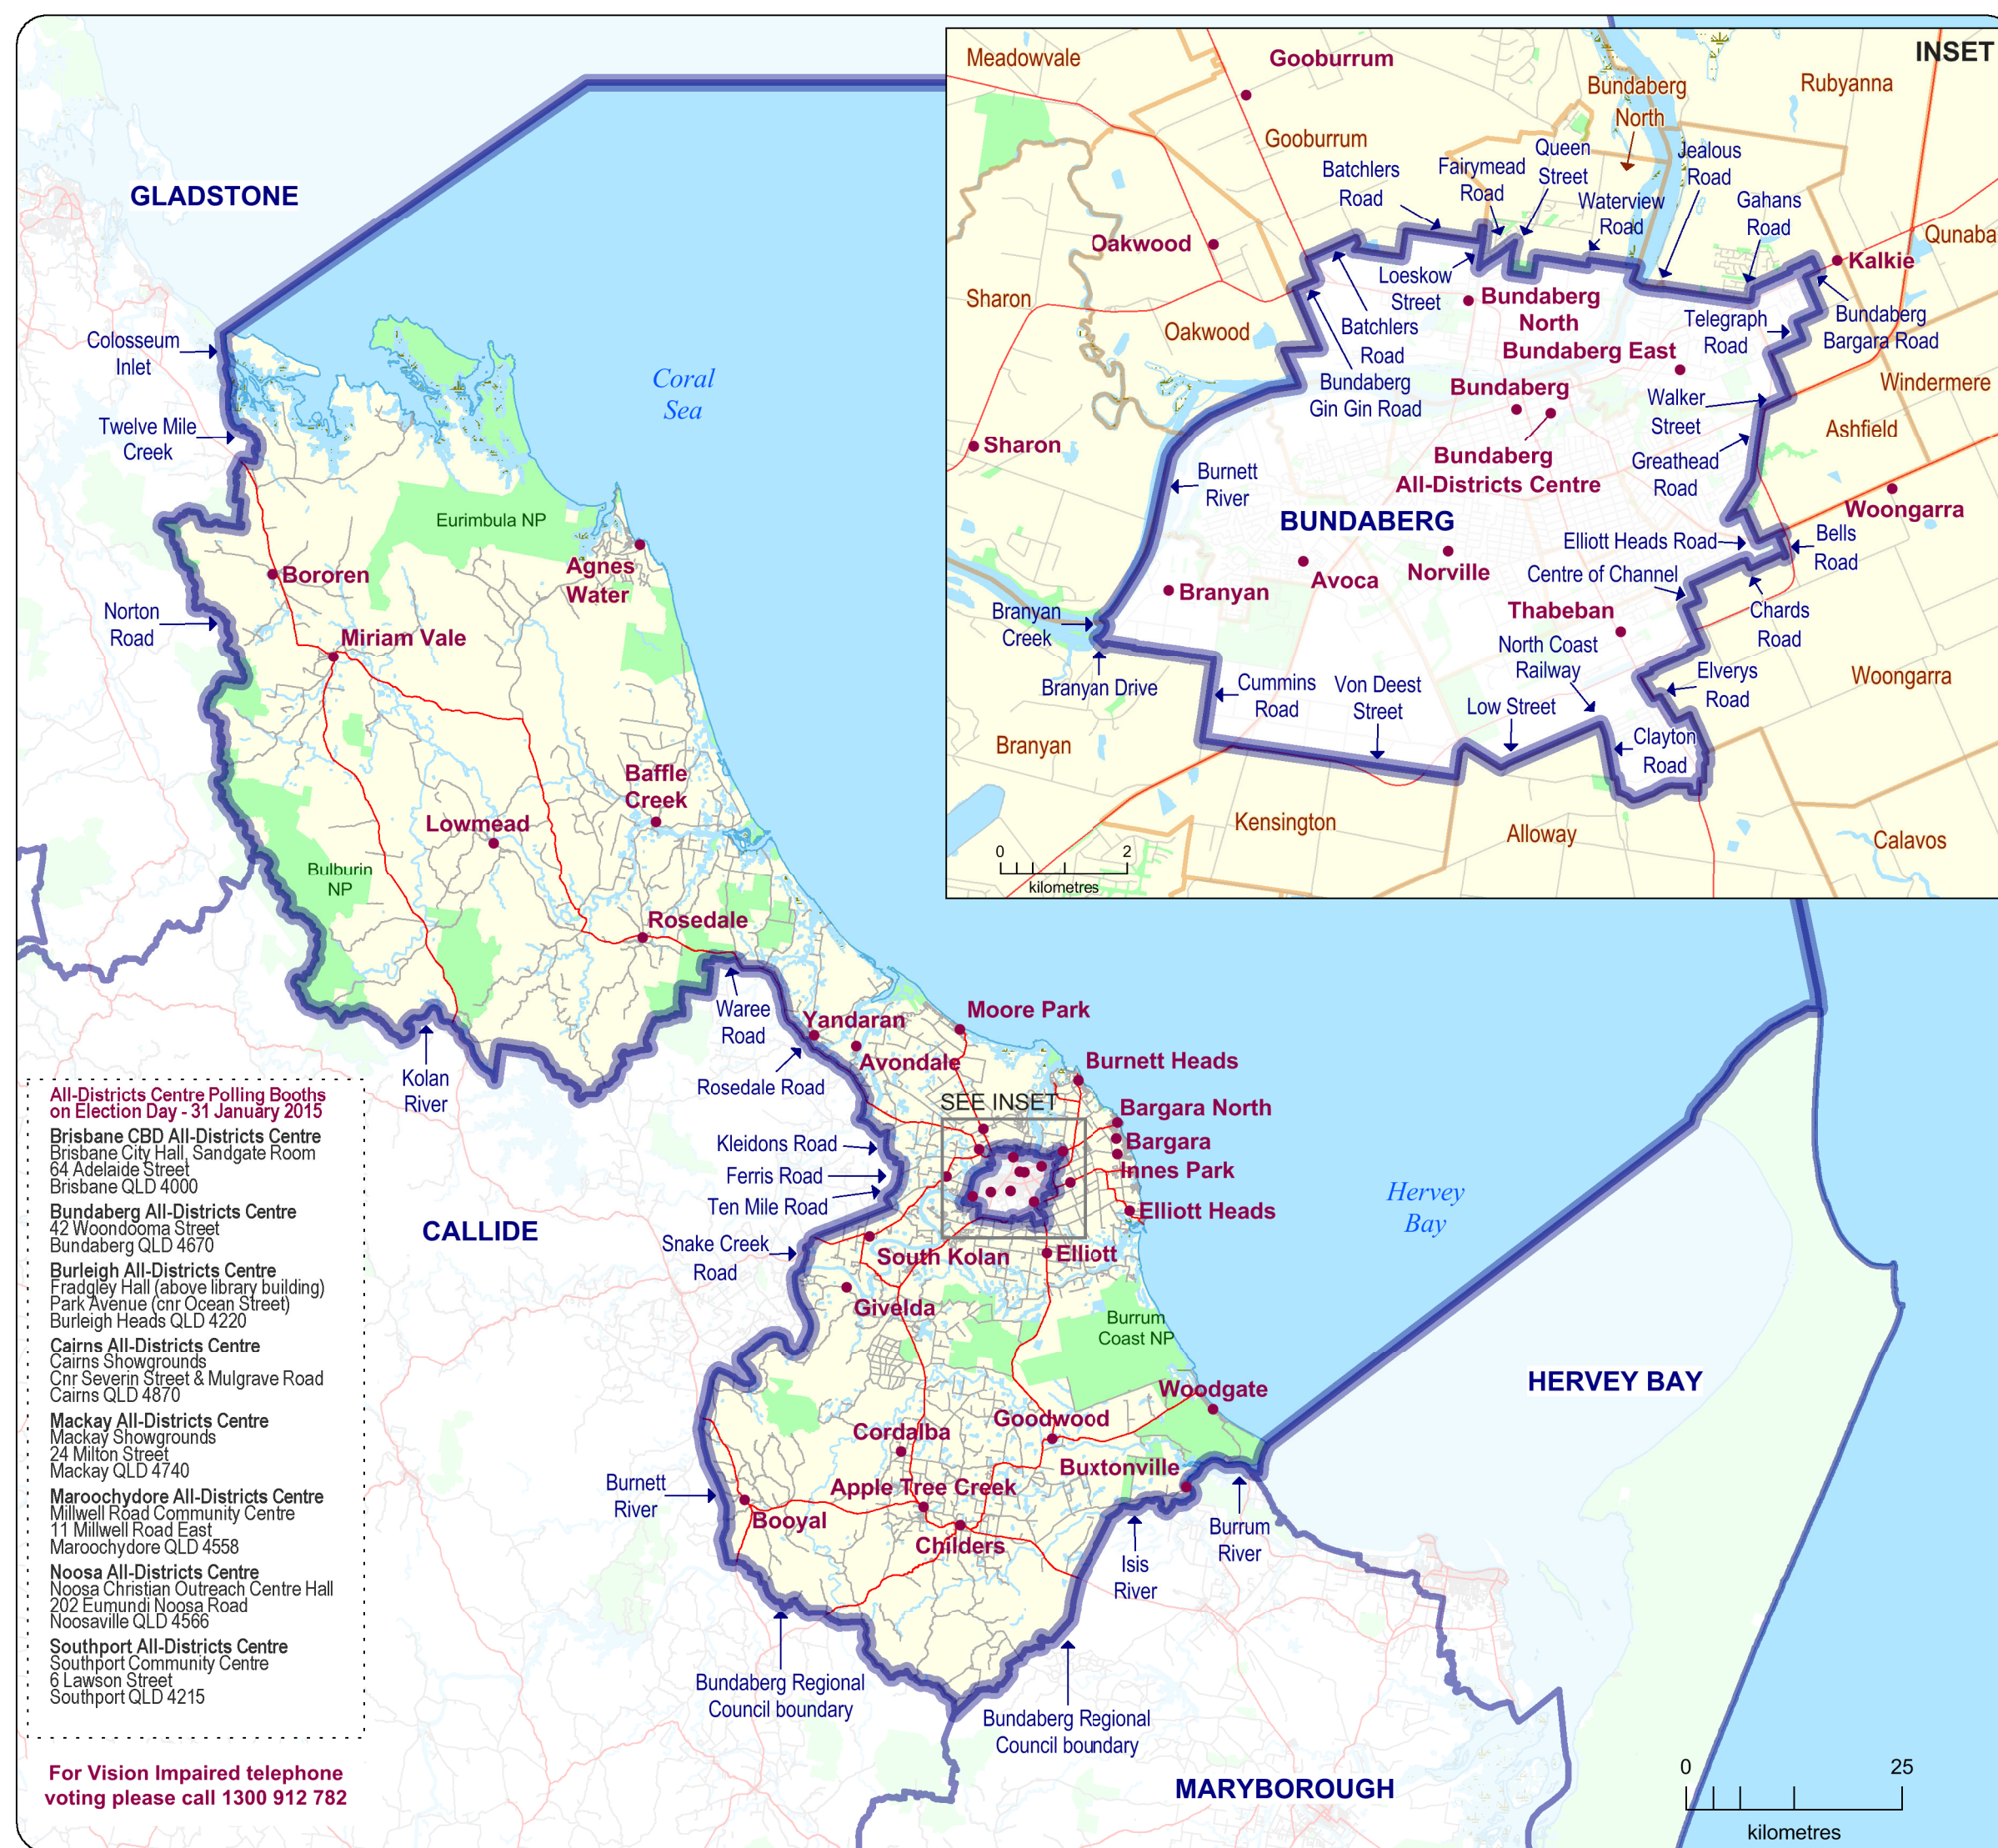 GLADSTONE
Colosseum
Inlet
Twelve Mile
Creek
Norton
Road
Bororen
Miriam Vale
Eurimbula NP
Agnes
Water
Coral
Sea
Baffle
Creek
Lowmead
Bulburin
NP
Rosedale
Waree
Road
Rosedale Road
Kolan
River
Yandaran
Avondale
Moore Park
Burnett Heads
SEE INSET
Bargara North
Bargara
Innes Park
Elliott Heads
Kleidons Road
Ferris Road
Ten Mile Road
CALLIDE
Snake Creek
Road
South Kolan
Elliott
Givelda
Burrum
Coast NP
Hervey
Bay
HERVEY BAY
Woodgate
Goodwood
Cordalba
Buxtonville
Apple Tree Creek
Burnett
River
Booyal
Childers
Isis
River
Burrum
River
Bundaberg Regional
Council boundary
Bundaberg Regional
Council boundary
MARYBOROUGH
0 25
kilometres
INSET
Meadowvale
Gooburrum
Gooburrum
Bundaberg
North
Rubyanna
Batchlers
Road
Fairymead
Road
Queen
Street
Waterview
Road
Jealous
Road
Gahans
Road
Qunaba
Kalkie
Oakwood
Loeskow
Street
Sharon
Oakwood
Batchlers
Road
Bundaberg
North
Telegraph
Road
Bundaberg
Bargara Road
Bundaberg East
Bundaberg
Gin Gin Road
Bundaberg
Walker
Street
Windermere
Ashfield
Sharon
Bundaberg
All-Districts Centre
Greathead
Road
Burnett
River
BUNDABERG
Woongarra
Elliott Heads Road
Bells
Road
Centre of Channel
Norville
Avoca
Branyan
Thabeban
Chards
Road
Branyan
Creek
North Coast
Railway
Branyan Drive
Cummins
Road
Von Deest
Street
Low Street
Elverys
Road
Woongarra
Clayton
Road
Branyan
Kensington
Alloway
Calavos
0 2
kilometres
All-Districts Centre Polling Booths
on Election Day - 31 January 2015
Brisbane CBD All-Districts Centre
Brisbane City Hall, Sandgate Room
64 Adelaide Street
Brisbane QLD 4000
Bundaberg All-Districts Centre
42 Woondooma Street
Bundaberg QLD 4670
Burleigh All-Districts Centre
Fradgley Hall (above library building)
Park Avenue (cnr Ocean Street)
Burleigh Heads QLD 4220
Cairns All-Districts Centre
Cairns Showgrounds
Cnr Severin Street & Mulgrave Road
Cairns QLD 4870
Mackay All-Districts Centre
Mackay Showgrounds
24 Milton Street
Mackay QLD 4740
Maroochydore All-Districts Centre
Millwell Road Community Centre
11 Millwell Road East
Maroochydore QLD 4558
Noosa All-Districts Centre
Noosa Christian Outreach Centre Hall
202 Eumundi Noosa Road
Noosaville QLD 4566
Southport All-Districts Centre
Southport Community Centre
6 Lawson Street
Southport QLD 4215
For Vision Impaired telephone
voting please call 1300 912 782